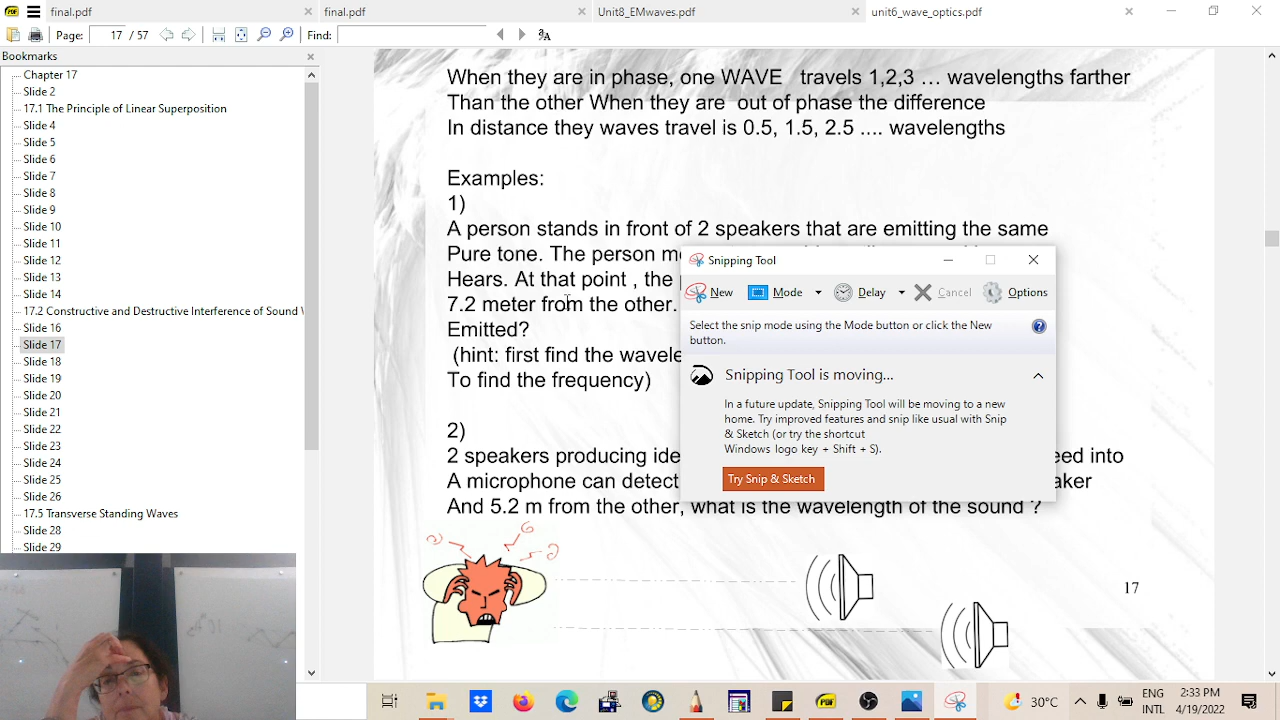 final.pdf
final.pdf
Unit8_EMwaves.pdf
unit6_wave_optics.pdf
Page:
17 / 57
Find:
Bookmarks
Chapter 17
Slide 2
17.1 The Principle of Linear Superposition
Slide 4
Slide 5
Slide 6
Slide 7
Slide 8
Slide 9
Slide 10
Slide 11
Slide 12
Slide 13
Slide 14
17.2 Constructive and Destructive Interference of Sound
Slide 16
Slide 17
Slide 18
Slide 19
Slide 20
Slide 21
Slide 22
Slide 23
Slide 24
Slide 25
Slide 26
17.5 Transverse Standing Waves
Slide 28
Slide 29
When they are in phase, one WAVE travels 1,2,3 … wavelengths farther
Than the other When they are out of phase the difference
In distance they waves travel is 0.5, 1.5, 2.5 .... wavelengths
Examples:
1)
A person stands in front of 2 speakers that are emitting the same
Pure tone. The person
Hears. At that point , the
7.2 meter from the other.
Emitted?
(hint: first find the
To find the frequency)
2)
2 speakers producing
A microphone can detect
And 5.2 m from the other, what is the wavelength of the sound ?
17
Snipping Tool
New
Mode
Delay
Cancel
Options
Select the snip mode using the Mode button or click the New
button.
Snipping Tool is moving...
In a future update, Snipping Tool will be moving to a new
home. Try improved features and snip like usual with Snip
& Sketch (or try the shortcut
Windows logo key + Shift + S).
Try Snip & Sketch
30°C
ENG
INTL
2:33 PM
4/19/2022